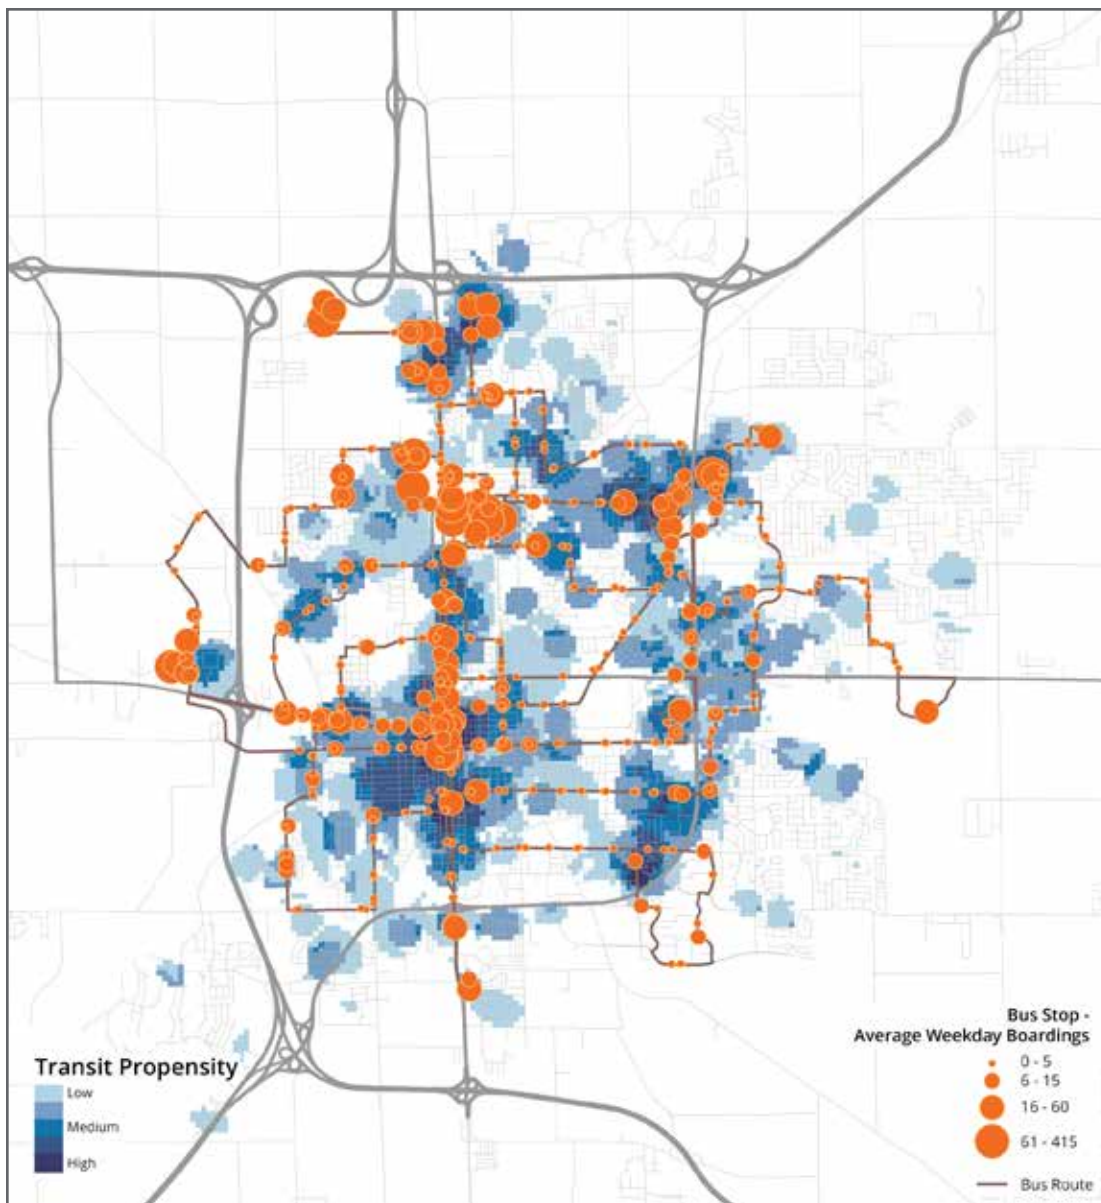 Transit Propensity
Low
Medium
High
Bus Stop -
Average Weekday Boardings
0 - 5
6 - 15
16 - 60
61 - 415
Bus Route